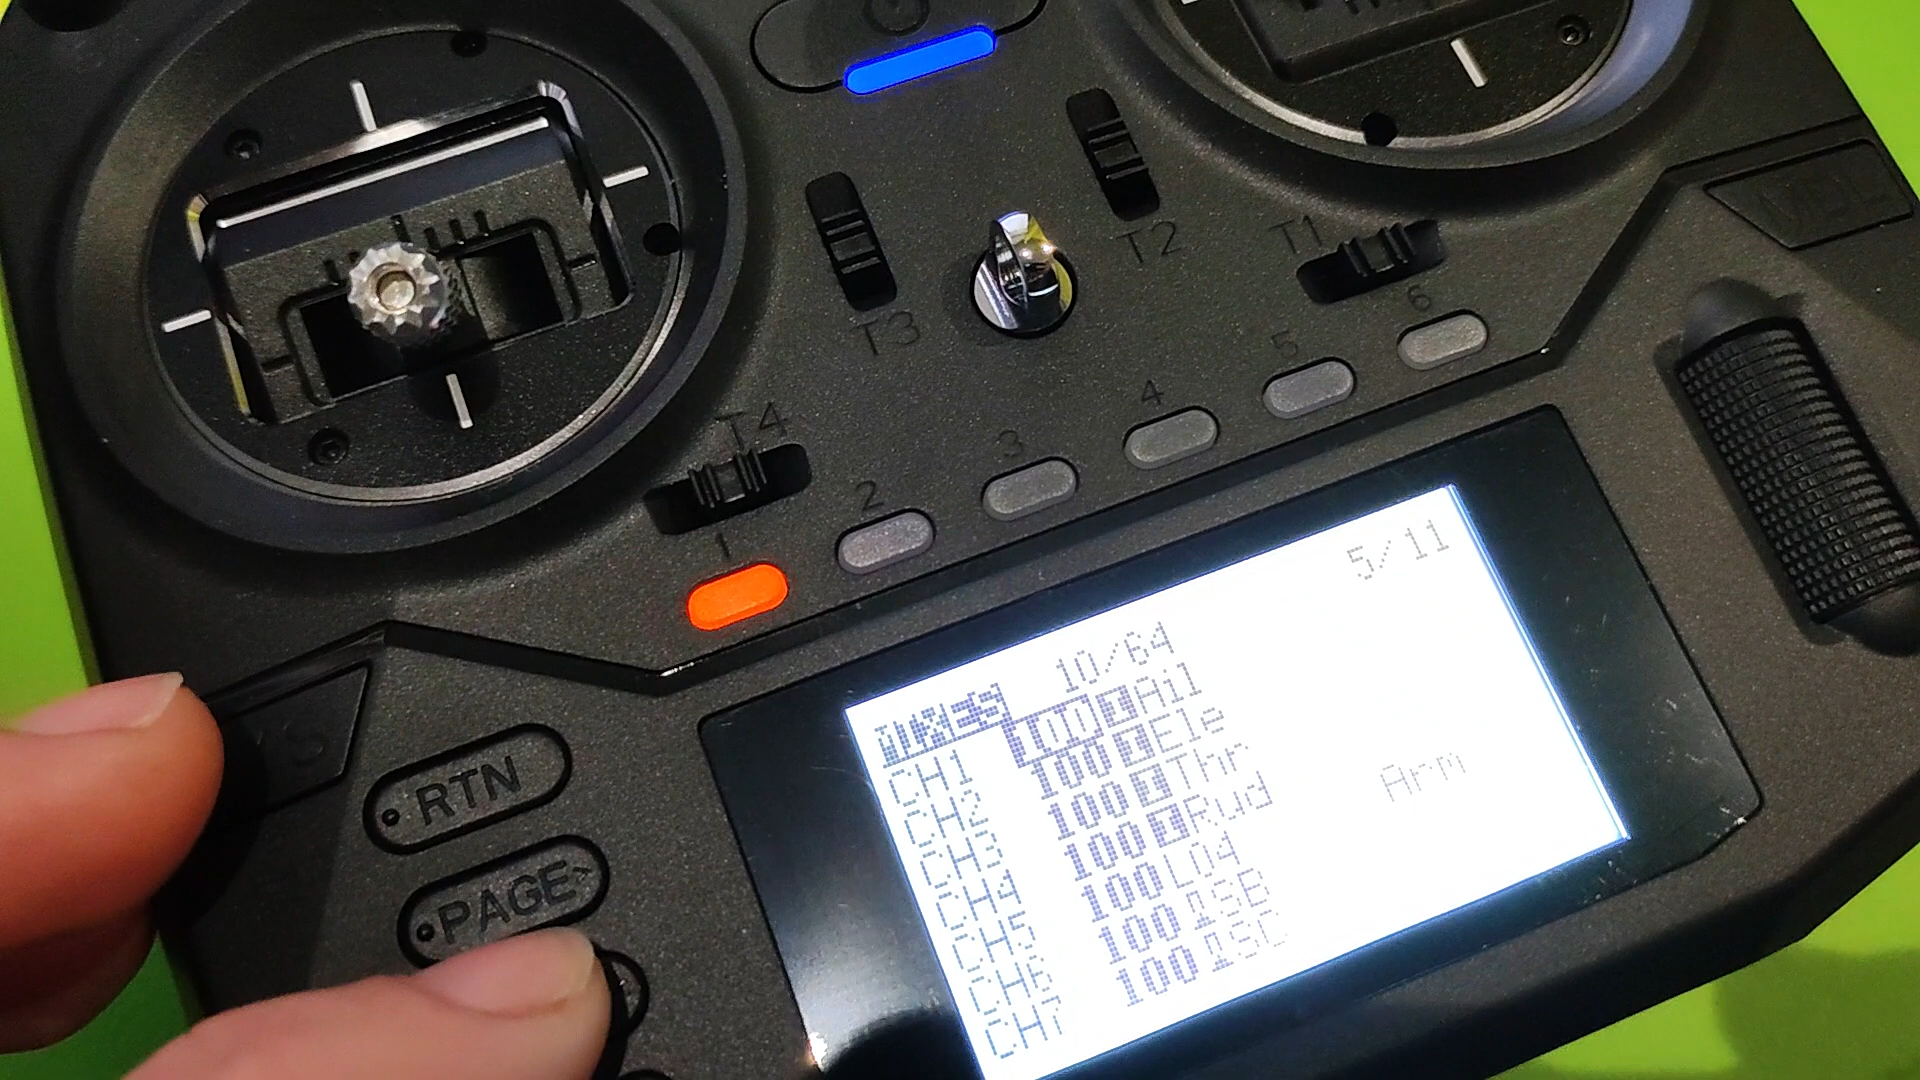 T3
T2
T1
T4
1
2
3
4
5
6
MDL
RTN
PAGE>
MIXES 10/64 5/11
CH1 100 Ail
CH2 100 Ele
CH3 100 Thr
CH4 100 Rud
CH5 100 L04 Arm
CH6 100 SB
CH7 100 SC